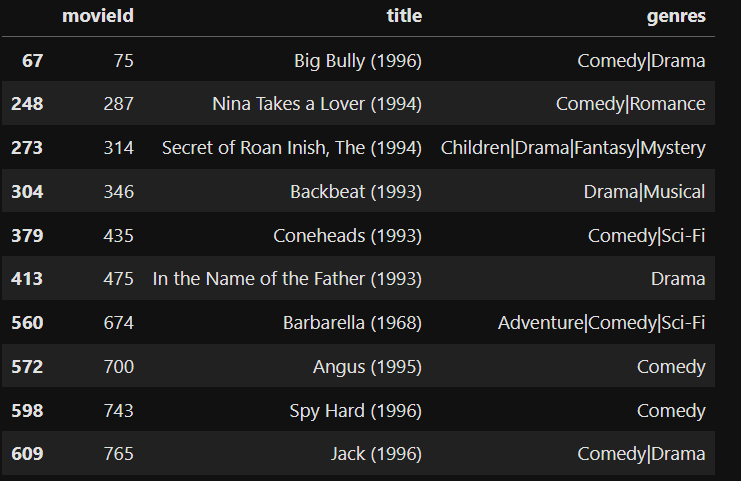 movieId title genres
67 75 Big Bully (1996) Comedy|Drama
248 287 Nina Takes a Lover (1994) Comedy|Romance
273 314 Secret of Roan Inish, The (1994) Children|Drama|Fantasy|Mystery
304 346 Backbeat (1993) Drama|Musical
379 435 Coneheads (1993) Comedy|Sci-Fi
413 475 In the Name of the Father (1993) Drama
560 674 Barbarella (1968) Adventure|Comedy|Sci-Fi
572 700 Angus (1995) Comedy
598 743 Spy Hard (1996) Comedy
609 765 Jack (1996) Comedy|Drama